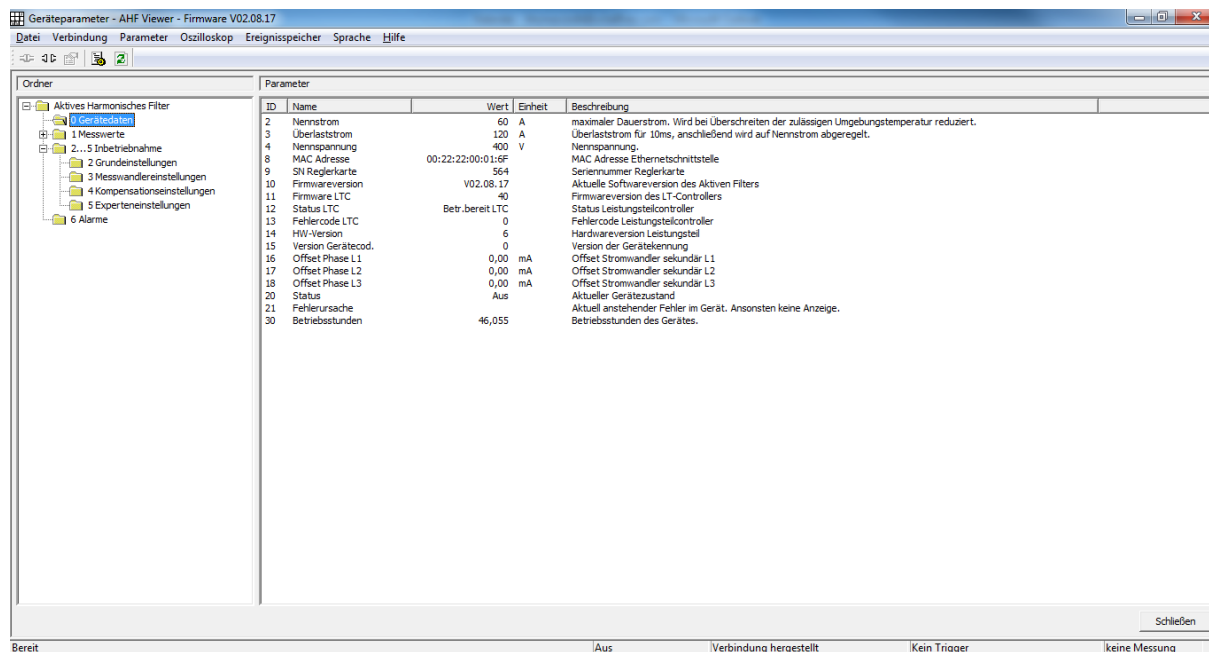 Geräteparameter - AHF Viewer - Firmware V02.08.17
Datei Verbindung Parameter Oszilloskop Ereignisspeicher Sprache Hilfe
Ordner
Aktives Harmonisches Filter
0 Gerätedaten
1 Messwerte
2...5 Inbetriebnahme
2 Grundeinstellungen
3 Messwandlereinstellungen
4 Kompensationseinstellungen
5 Experteneinstellungen
6 Alarme
Parameter
ID Name Wert Einheit Beschreibung
2 Nennstrom 60 A maximaler Dauerstrom. Wird bei Überschreiten der zulässigen Umgebungstemperatur reduziert.
3 Überlaststrom 120 A Überlaststrom für 10ms, anschließend wird auf Nennstrom abgeregelt.
4 Nennspannung 400 V Nennspannung.
8 MAC Adresse 00:22:22:00:01:6F MAC Adresse Ethernetschnittstelle
9 SN Reglerkarte 564 Seriennummer Reglerkarte
10 Firmwareversion V02.08.17 Aktuelle Softwareversion des Aktiven Filters
11 Firmware LTC 40 Firmwareversion des LT-Controllers
12 Status LTC Betr.bereit LTC Status Leistungsteilcontroller
13 Fehlercode LTC 0 Fehlercode Leistungsteilcontroller
14 HW-Version 6 Hardwareversion Leistungsteil
15 Version Gerätecod. 0 Version der Gerätekennung
16 Offset Phase L1 0,00 mA Offset Stromwandler sekundär L1
17 Offset Phase L2 0,00 mA Offset Stromwandler sekundär L2
18 Offset Phase L3 0,00 mA Offset Stromwandler sekundär L3
20 Status Aus Aktueller Gerätezustand
21 Fehlerursache Aktuell anstehender Fehler im Gerät. Ansonsten keine Anzeige.
30 Betriebsstunden 46,055 Betriebsstunden des Gerätes.
Schließen
Bereit Aus Verbindung hergestellt Kein Trigger keine Messung